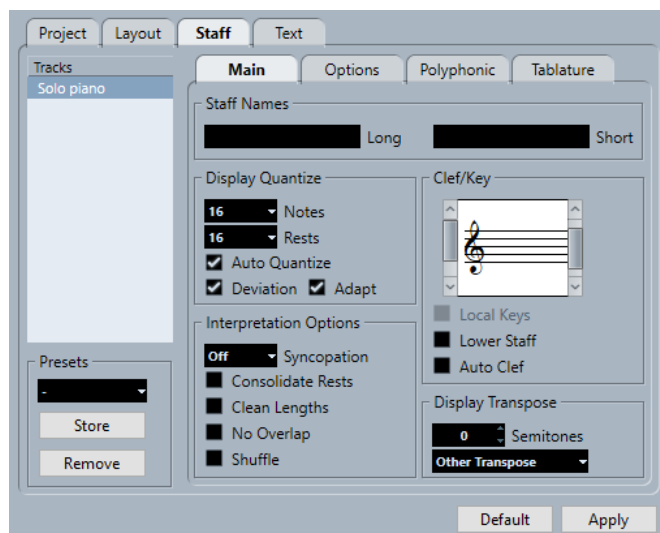 Project Layout Staff Text
Tracks
Solo piano
Main Options Polyphonic Tablature
Staff Names
Long Short
Display Quantize
16 Notes
16 Rests
Auto Quantize
Deviation Adapt
Clef/Key
Local Keys
Lower Staff
Auto Clef
Interpretation Options
Off Syncopation
Consolidate Rests
Clean Lengths
No Overlap
Shuffle
Display Transpose
0 Semitones
Other Transpose
Presets
-
Store
Remove
Default Apply